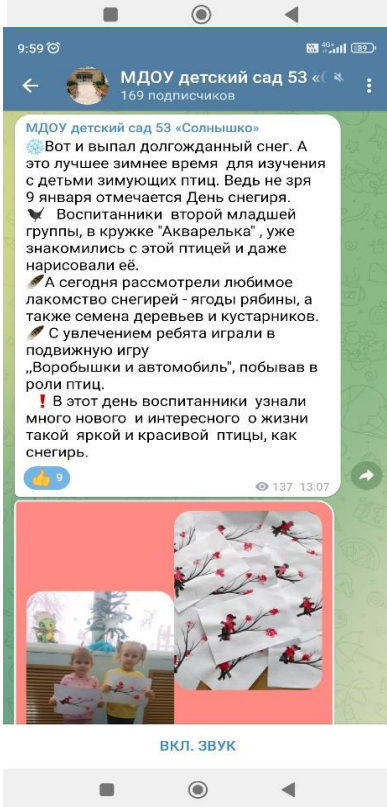 9:59
4G+
39
МДОУ детский сад 53 «(
169 подписчиков
МДОУ детский сад 53 «Солнышко»
Вот и выпал долгожданный снег. А
это лучшее зимнее время для изучения
с детьми зимующих птиц. Ведь не зря
9 января отмечается День снегиря.
Воспитанники второй младшей
группы, в кружке "Акварелька" , уже
знакомились с этой птицей и даже
нарисовали её.
А сегодня рассмотрели любимое
лакомство снегирей - ягоды рябины, а
также семена деревьев и кустарников.
С увлечением ребята играли в
подвижную игру
,,Воробышки и автомобиль", побывав в
роли птиц.
В этот день воспитанники узнали
много нового и интересного о жизни
такой яркой и красивой птицы, как
снегирь.
9
137 13:07
ВКЛ. ЗВУК